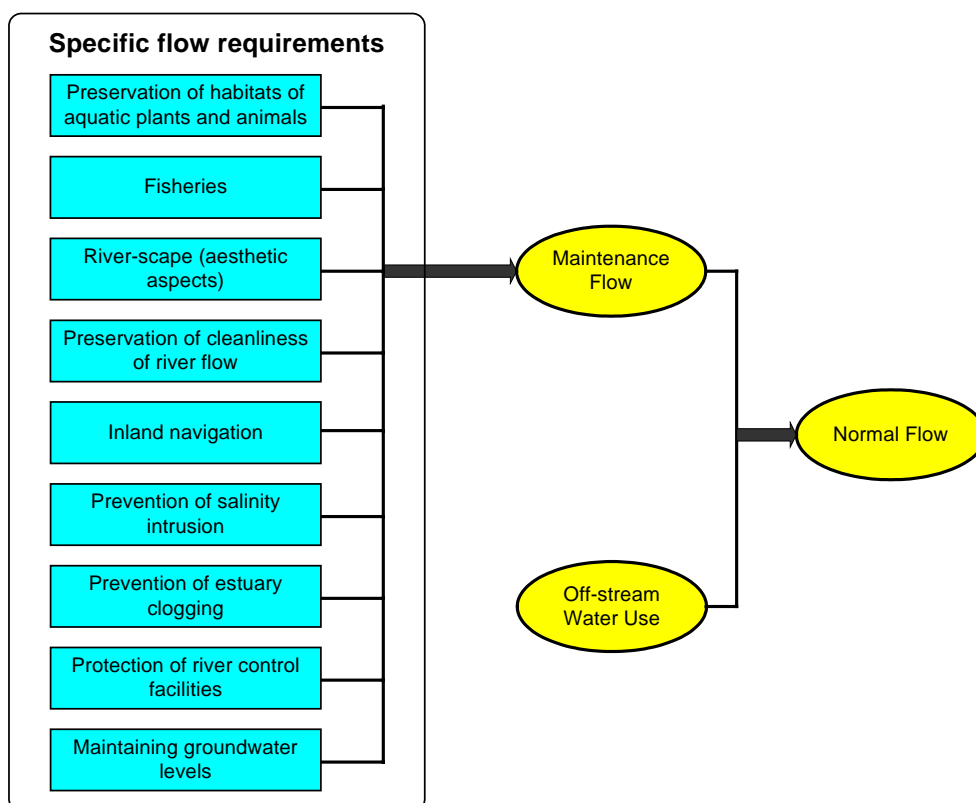 Specific flow requirements
Preservation of habitats of
aquatic plants and animals
Fisheries
River-scape (aesthetic
aspects)
Preservation of cleanliness
of river flow
Inland navigation
Prevention of salinity
intrusion
Prevention of estuary
clogging
Protection of river control
facilities
Maintaining groundwater
levels
Maintenance
Flow
Off-stream
Water Use
Normal Flow